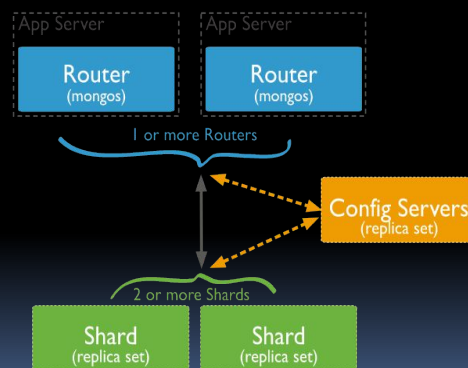 App Server
App Server
Router
(mongos)
Router
(mongos)
1 or more Routers
Config Servers
(replica set)
2 or more Shards
Shard
(replica set)
Shard
(replica set)